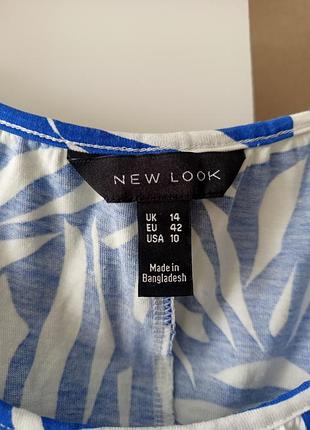 NEW LOOK
UK 14
EU 42
USA 10
Made in
Bangladesh